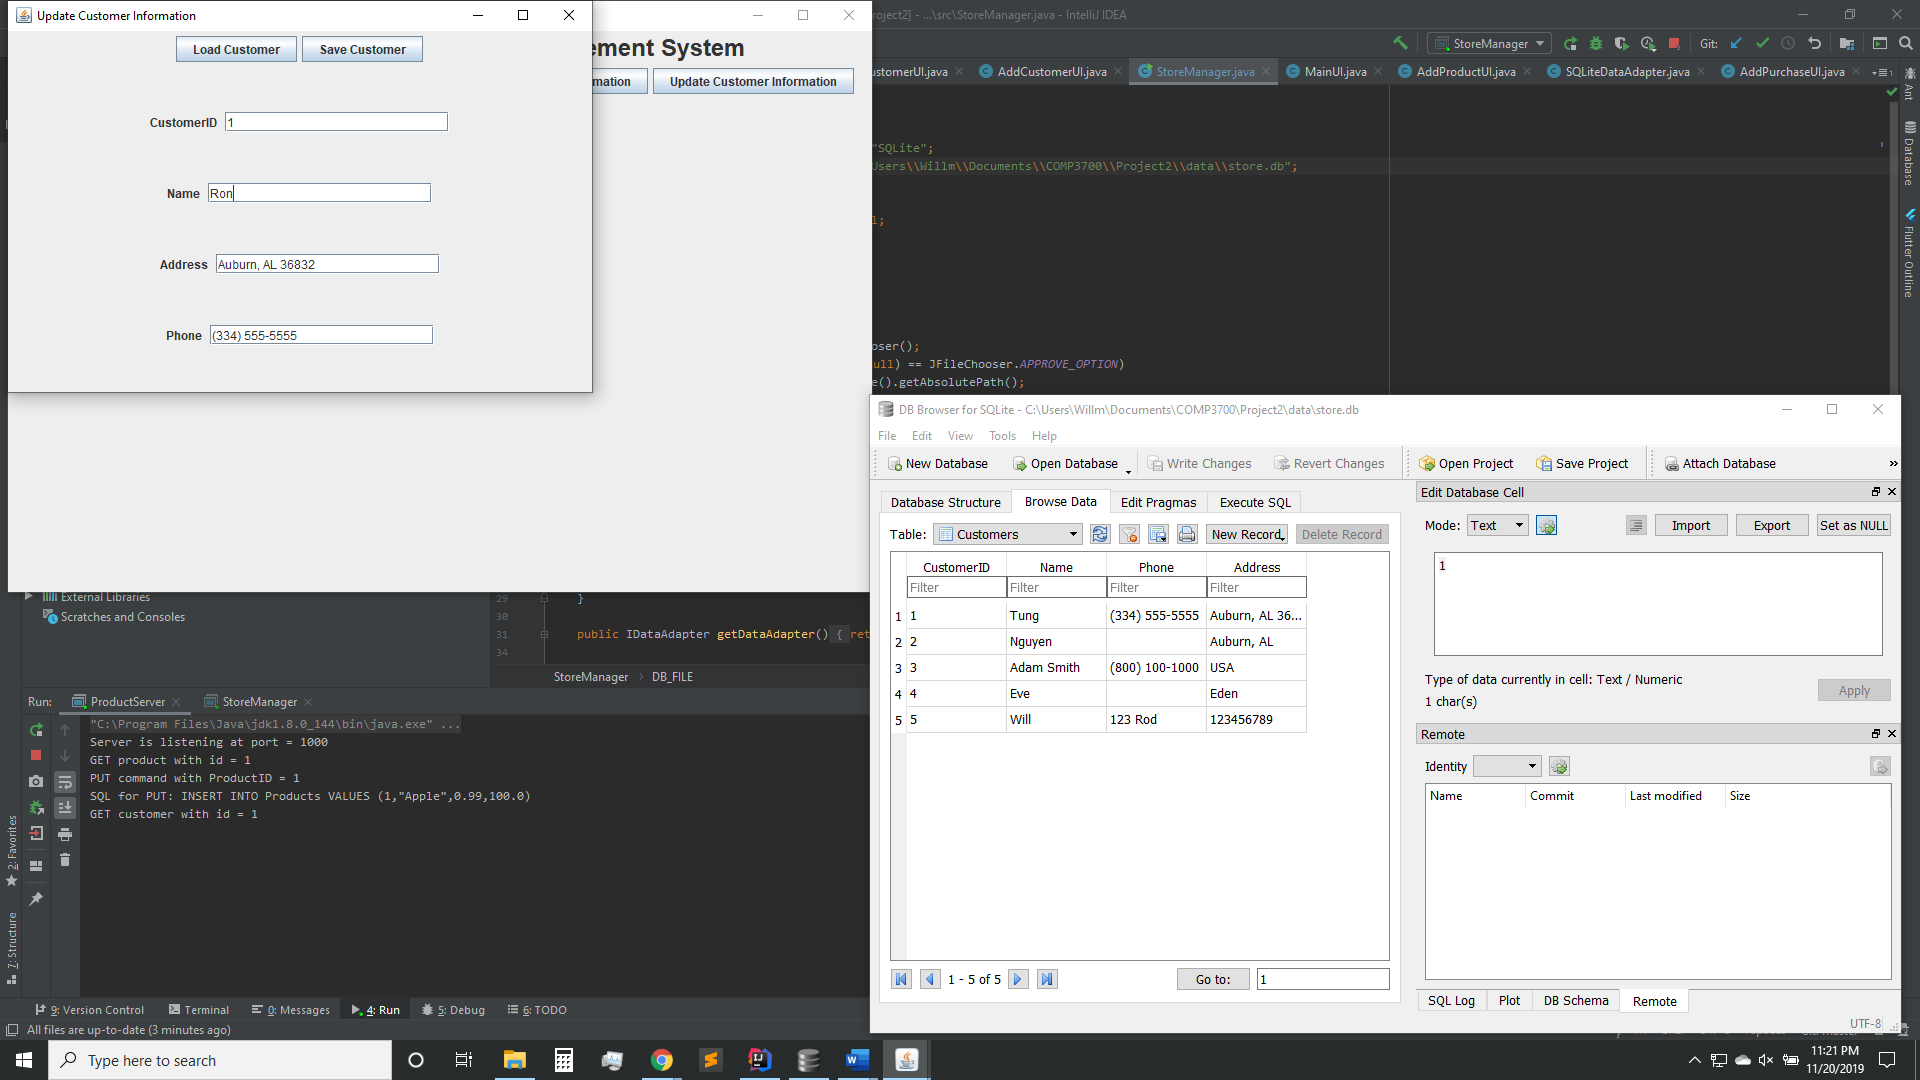 Update Customer Information
Load Customer
Save Customer
CustomerID
1
Name
Ron
Address
Auburn, AL 36832
Phone
(334) 555-5555
ement System
mation
Update Customer Information
roject2] - ...\src\StoreManager.java - IntelliJ IDEA
StoreManager
Git:
ustomerUI.java
AddCustomerUI.java
StoreManager.java
MainUI.java
AddProductUI.java
SQLiteDataAdapter.java
AddPurchaseUI.java
Ant
Database
Flutter Outline
"SQLite";
Users\\Willm\\Documents\\COMP3700\\Project2\\data\\store.db";
l;
oser();
ull) == JFileChooser.APPROVE_OPTION)
e().getAbsolutePath();
External Libraries
Scratches and Consoles
29 }
30
31 public IDataAdapter getDataAdapter() { ret
34
StoreManager › DB_FILE
Run:
ProductServer
StoreManager
"C:\Program Files\Java\jdk1.8.0_144\bin\java.exe" ...
Server is listening at port = 1000
GET product with id = 1
PUT command with ProductID = 1
SQL for PUT: INSERT INTO Products VALUES (1,"Apple",0.99,100.0)
GET customer with id = 1
2: Favorites
7: Structure
9: Version Control
Terminal
0: Messages
4: Run
5: Debug
6: TODO
All files are up-to-date (3 minutes ago)
DB Browser for SQLite - C:\Users\Willm\Documents\COMP3700\Project2\data\store.db
File Edit View Tools Help
New Database
Open Database
Write Changes
Revert Changes
Open Project
Save Project
Attach Database
»
Database Structure
Browse Data
Edit Pragmas
Execute SQL
Table:
Customers
New Record
Delete Record
CustomerID Name Phone Address
Filter Filter Filter Filter
1 1 Tung (334) 555-5555 Auburn, AL 36...
2 2 Nguyen Auburn, AL
3 3 Adam Smith (800) 100-1000 USA
4 4 Eve Eden
5 5 Will 123 Rod 123456789
1 - 5 of 5
Go to:
1
Edit Database Cell
Mode:
Text
Import
Export
Set as NULL
1
Type of data currently in cell: Text / Numeric
1 char(s)
Apply
Remote
Identity
Name Commit Last modified Size
SQL Log
Plot
DB Schema
Remote
UTF-8
Type here to search
11:21 PM
11/20/2019